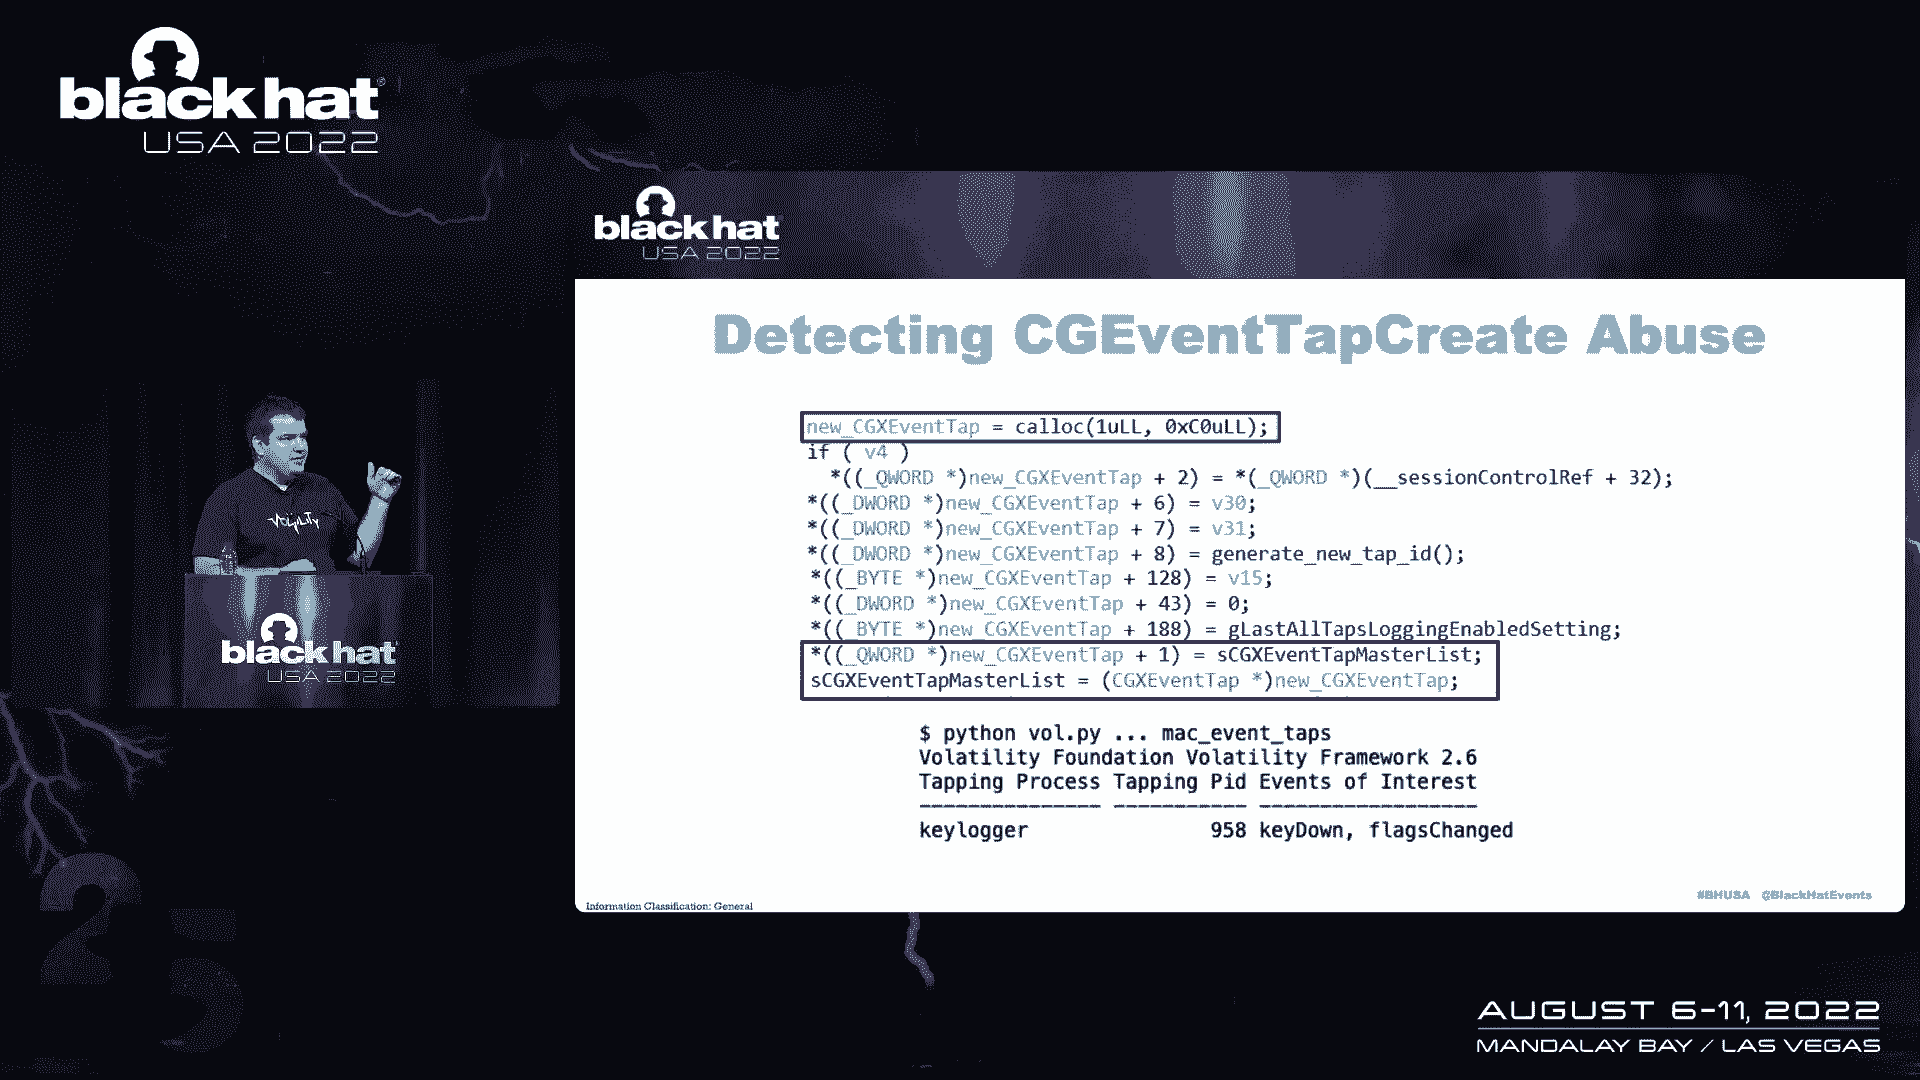 black hat
USA 2022
black hat
USA 2022
Detecting CGEventTapCreate Abuse
new_CGXEventTap = calloc(1uLL, 0xC0uLL);
if ( v4 )
*((_QWORD *)new_CGXEventTap + 2) = *(_QWORD *)(__sessionControlRef + 32);
*((_DWORD *)new_CGXEventTap + 6) = v30;
*((_DWORD *)new_CGXEventTap + 7) = v31;
*((_DWORD *)new_CGXEventTap + 8) = generate_new_tap_id();
*((_BYTE *)new_CGXEventTap + 128) = v15;
*((_DWORD *)new_CGXEventTap + 43) = 0;
*((_BYTE *)new_CGXEventTap + 188) = gLastAllTapsLoggingEnabledSetting;
*((_QWORD *)new_CGXEventTap + 1) = sCGXEventTapMasterList;
sCGXEventTapMasterList = (CGXEventTap *)new_CGXEventTap;
$ python vol.py ... mac_event_taps
Volatility Foundation Volatility Framework 2.6
Tapping Process Tapping Pid Events of Interest
--------------- ----------- ------------------
keylogger 958 keyDown, flagsChanged
Information Classification: General
#BHUSA @BlackHatEvents
black hat
USA 2022
25
AUGUST 6-11, 2022
MANDALAY BAY / LAS VEGAS